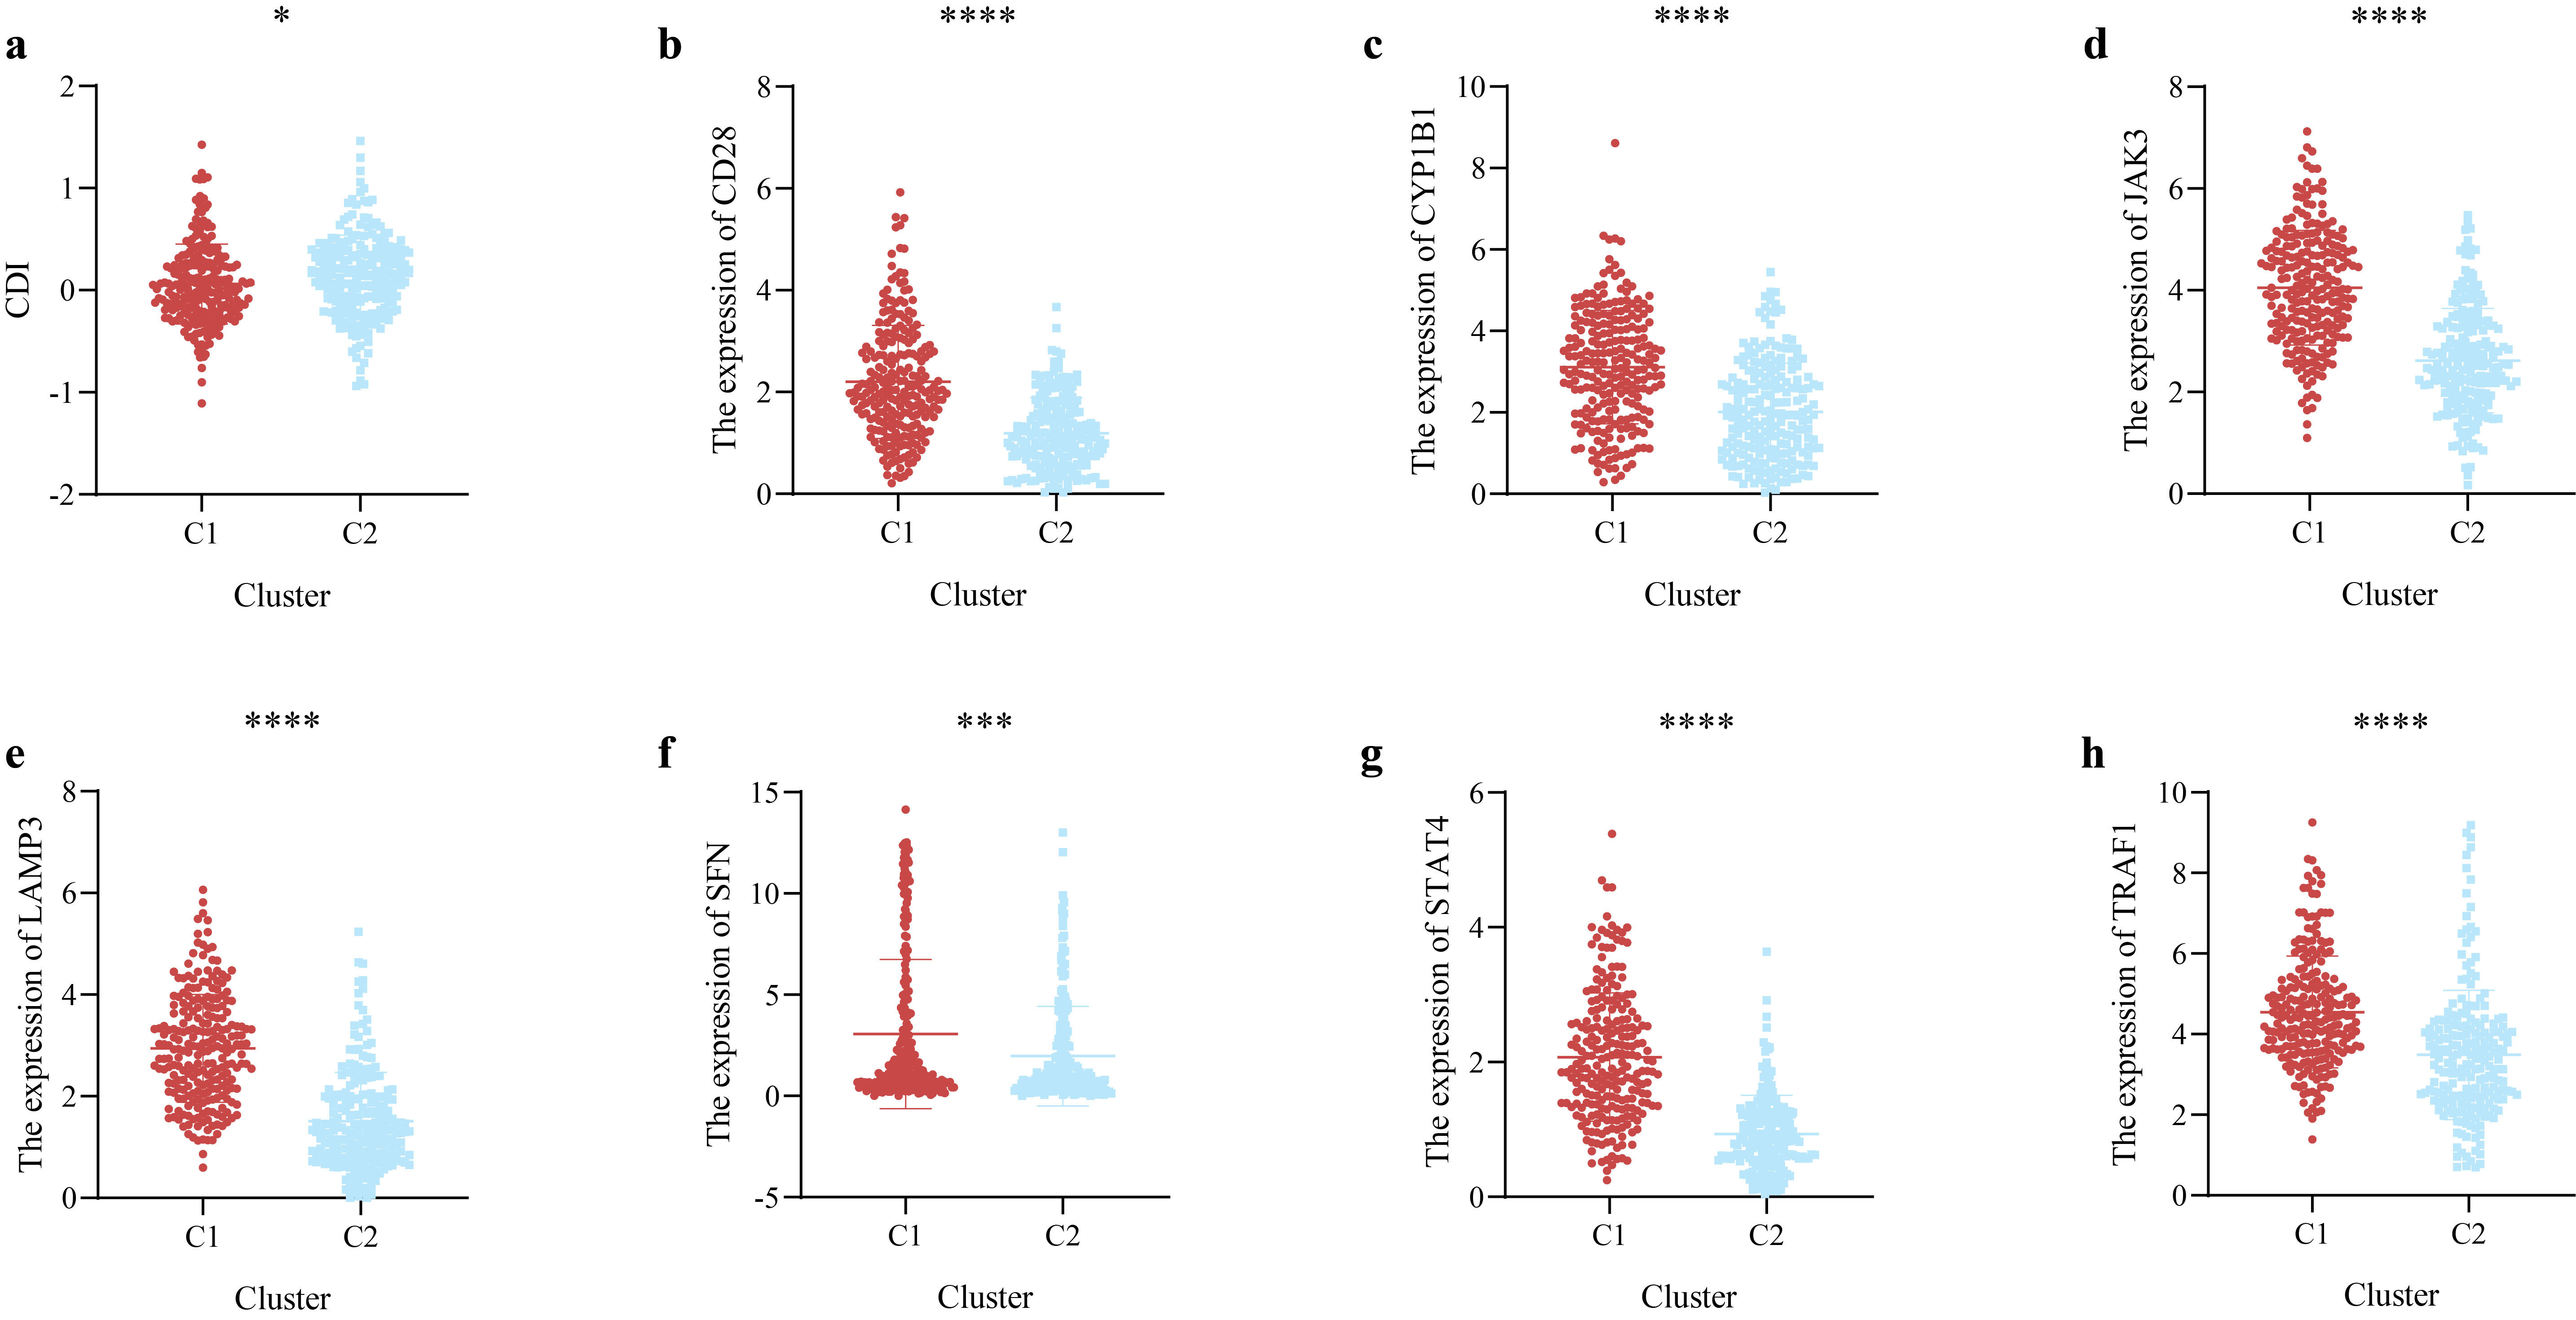 *
a
CDI
2
1
0
-1
-2
C1 C2
Cluster
****
b
The expression of CD28
8
6
4
2
0
C1 C2
Cluster
****
c
The expression of CYP1B1
10
8
6
4
2
0
C1 C2
Cluster
****
d
The expression of JAK3
8
6
4
2
0
C1 C2
Cluster
****
e
The expression of LAMP3
8
6
4
2
0
C1 C2
Cluster
***
f
The expression of SFN
15
10
5
0
-5
C1 C2
Cluster
****
g
The expression of STAT4
6
4
2
0
C1 C2
Cluster
****
h
The expression of TRAF1
10
8
6
4
2
0
C1 C2
Cluster